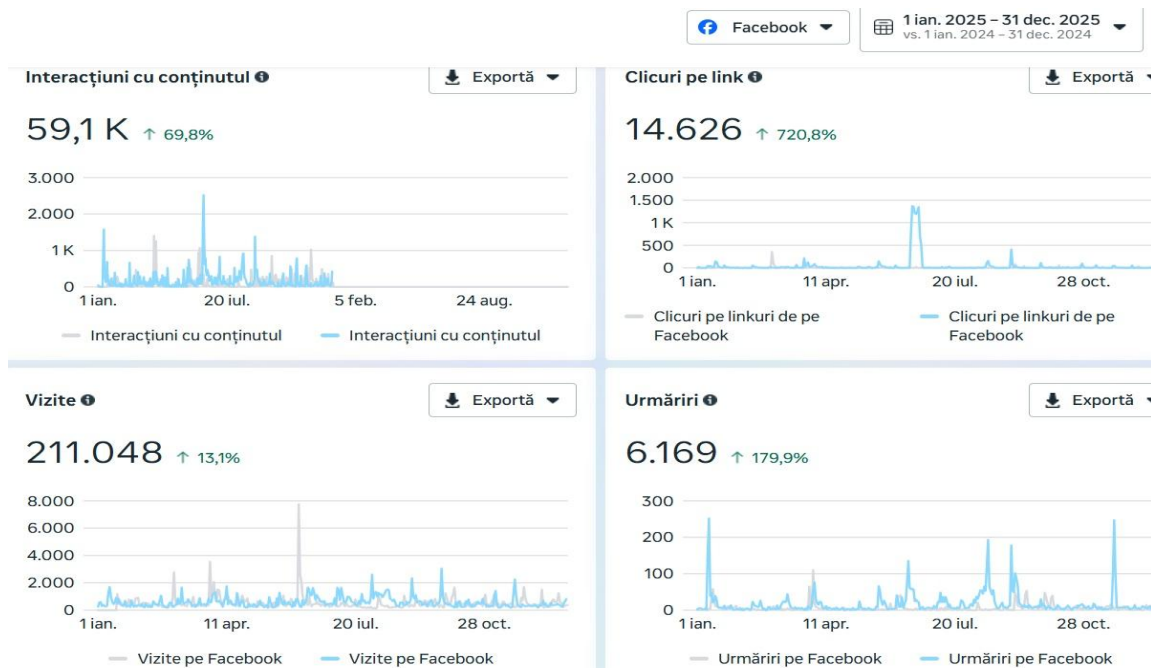 Facebook
1 ian. 2025 – 31 dec. 2025
vs. 1 ian. 2024 – 31 dec. 2024
Interacțiuni cu conținutul
Exportă
59,1 K ↑ 69,8%
3.000
2.000
1 K
0
1 ian.
20 iul.
5 feb.
24 aug.
Interacțiuni cu conținutul
Interacțiuni cu conținutul
Clicuri pe link
Exportă
14.626 ↑ 720,8%
2.000
1.500
1 K
500
0
1 ian.
11 apr.
20 iul.
28 oct.
Clicuri pe linkuri de pe
Facebook
Clicuri pe linkuri de pe
Facebook
Vizite
Exportă
211.048 ↑ 13,1%
8.000
6.000
4.000
2.000
0
1 ian.
11 apr.
20 iul.
28 oct.
Vizite pe Facebook
Vizite pe Facebook
Urmăriri
Exportă
6.169 ↑ 179,9%
300
200
100
0
1 ian.
11 apr.
20 iul.
28 oct.
Urmăriri pe Facebook
Urmăriri pe Facebook